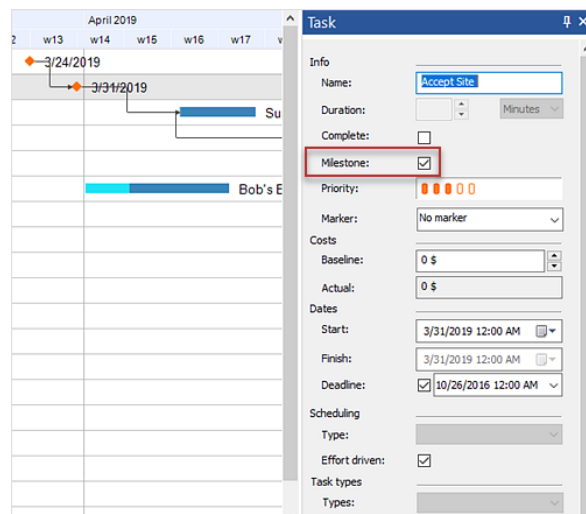 April 2019
2 w13 w14 w15 w16 w17
3/24/2019
3/31/2019
Su
Bob's E
Task
Info
Name: Accept Site
Duration: Minutes
Complete:
Milestone:
Priority:
Marker: No marker
Costs
Baseline: 0 $
Actual: 0 $
Dates
Start: 3/31/2019 12:00 AM
Finish: 3/31/2019 12:00 AM
Deadline: 10/26/2016 12:00 AM
Scheduling
Type:
Effort driven:
Task types
Types: